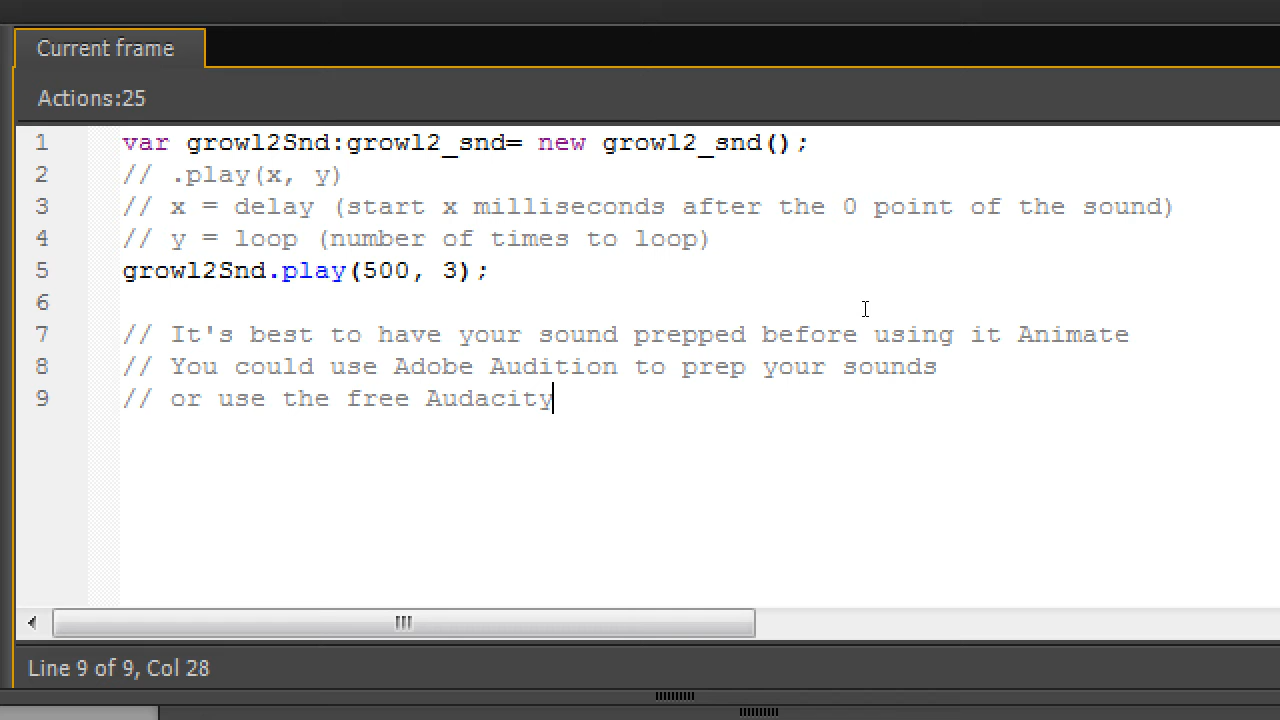 Current frame
Actions:25
1 var growl2Snd:growl2_snd= new growl2_snd();
2 // .play(x, y)
3 // x = delay (start x milliseconds after the 0 point of the sound)
4 // y = loop (number of times to loop)
5 growl2Snd.play(500, 3);
6
7 // It's best to have your sound prepped before using it Animate
8 // You could use Adobe Audition to prep your sounds
9 // or use the free Audacity
Line 9 of 9, Col 28